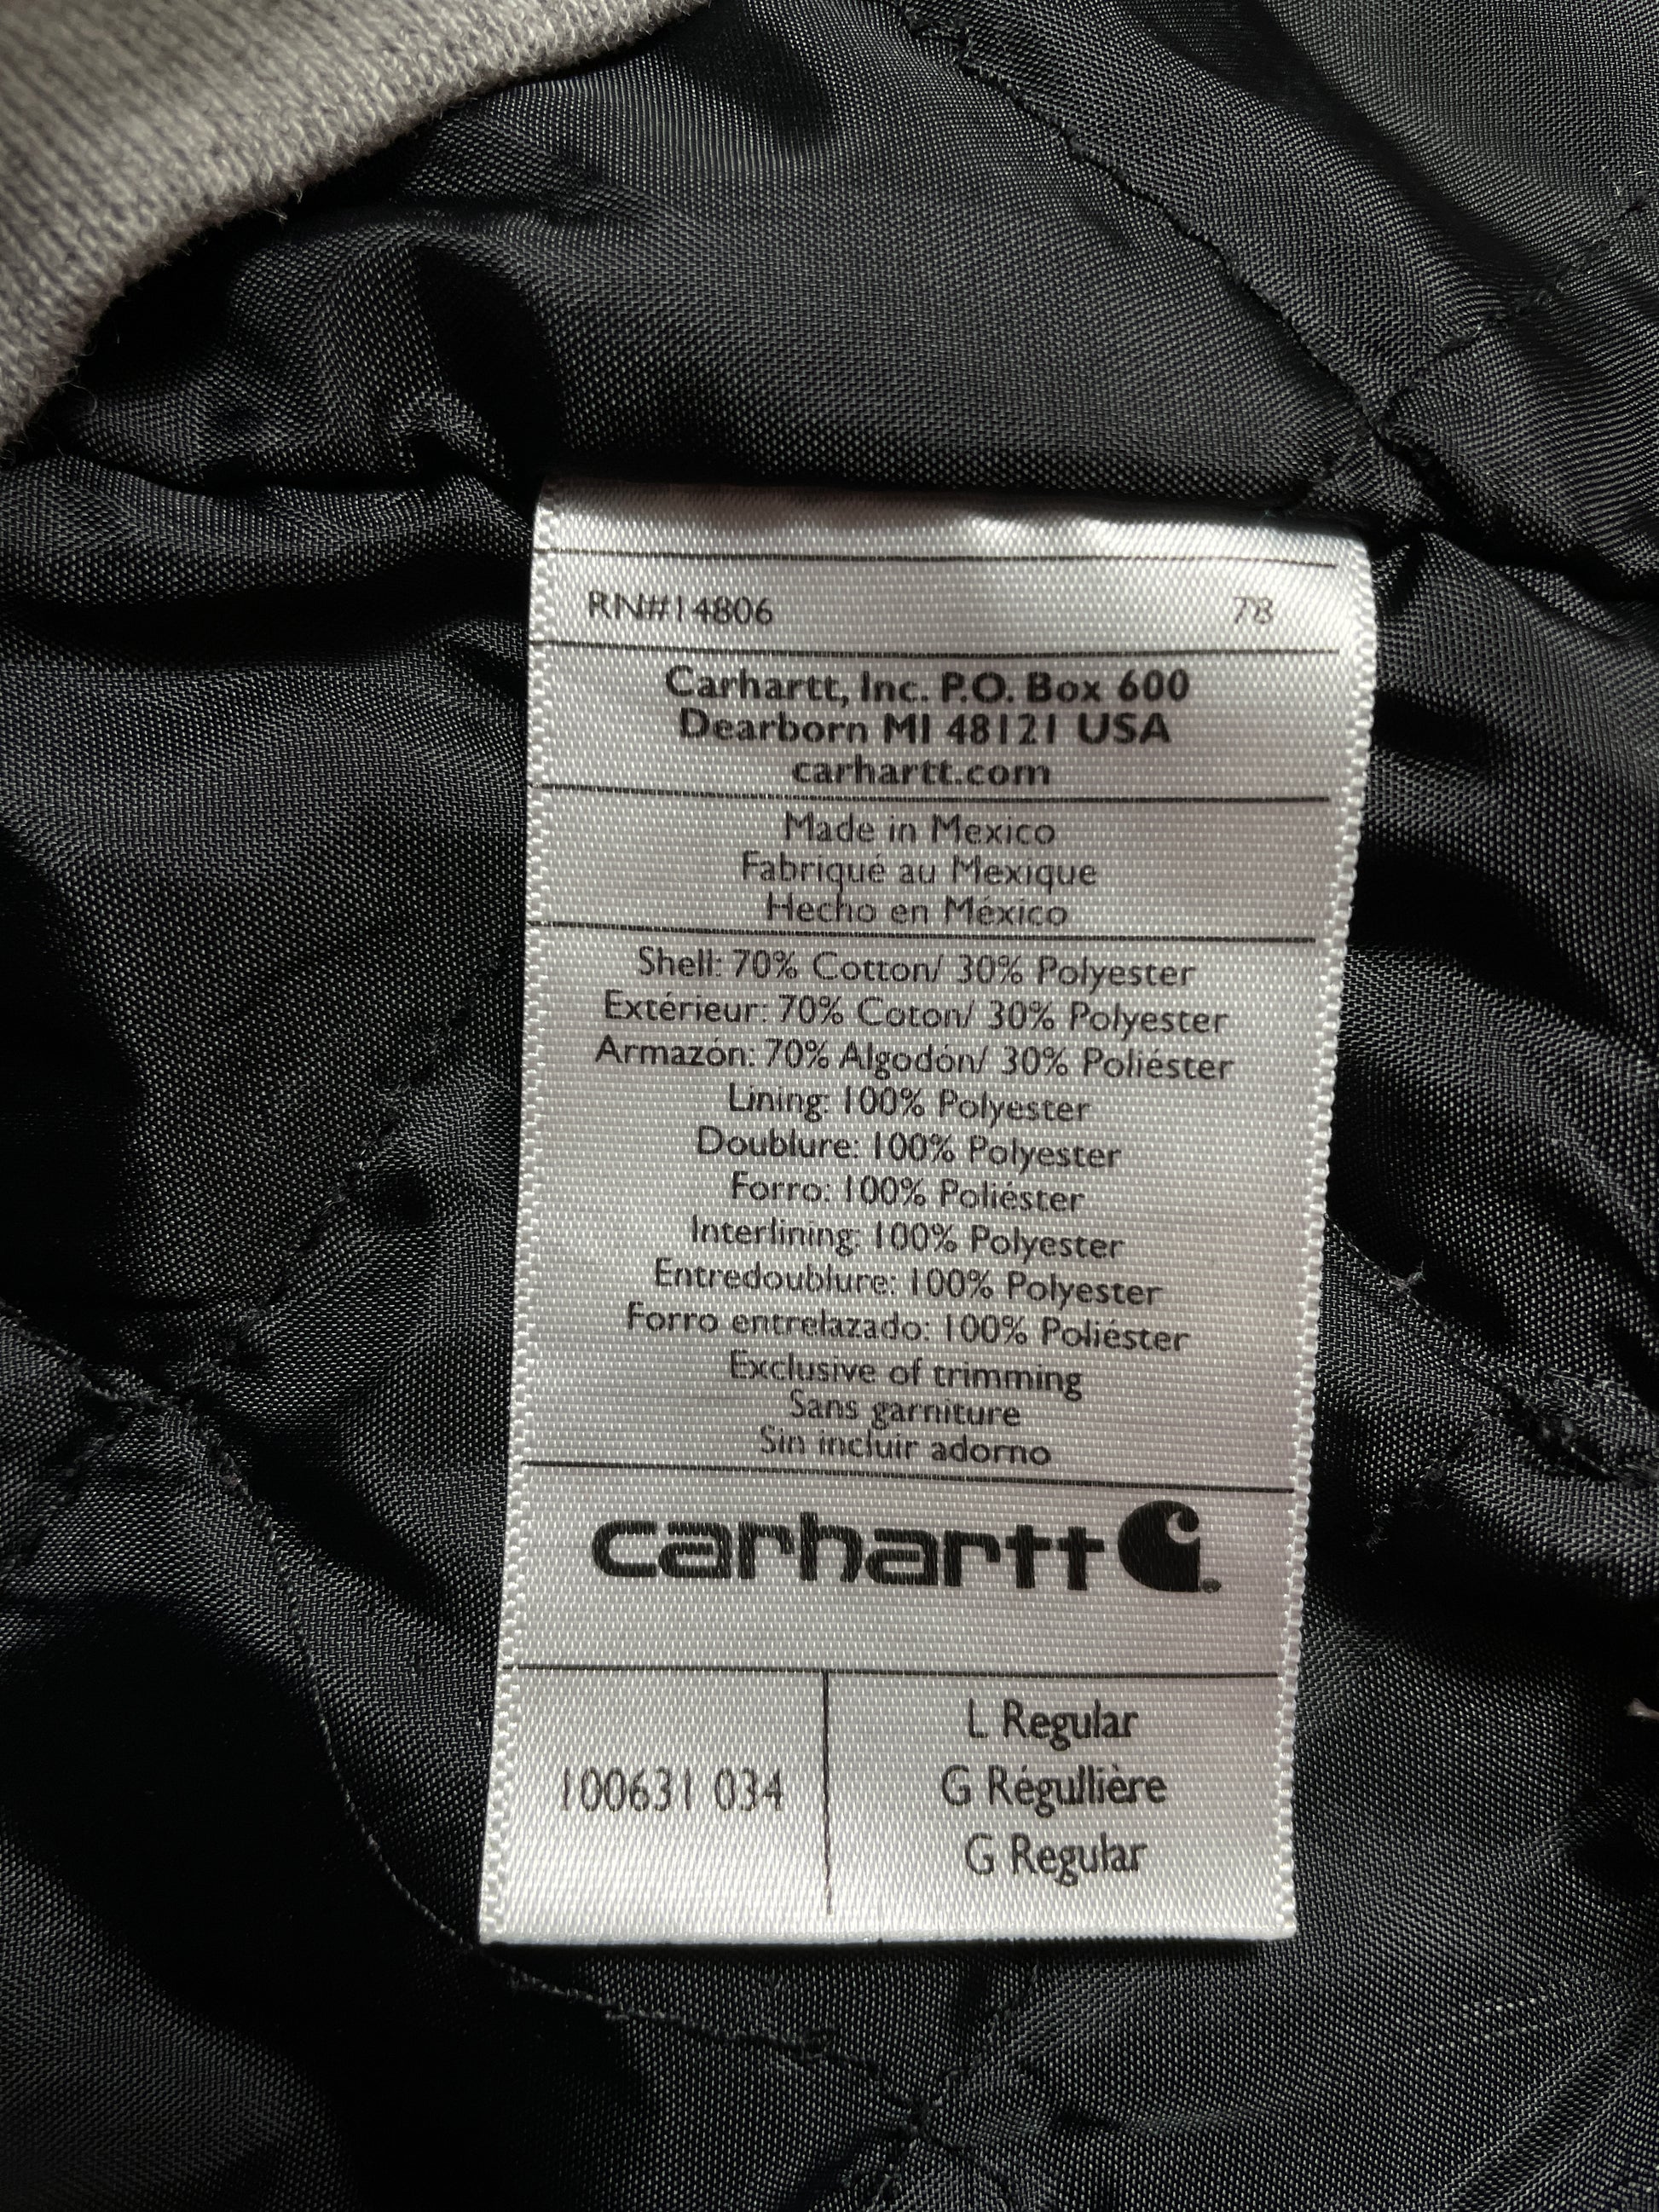 RN#14806 78
Carhartt, Inc. P.O. Box 600
Dearborn MI 48121 USA
carhartt.com
Made in Mexico
Fabriqué au Mexique
Hecho en México
Shell: 70% Cotton/ 30% Polyester
Extérieur: 70% Coton/ 30% Polyester
Armazón: 70% Algodón/ 30% Poliéster
Lining: 100% Polyester
Doublure: 100% Polyester
Forro: 100% Poliéster
Interlining: 100% Polyester
Entredoublure: 100% Polyester
Forro entrelazado: 100% Poliéster
Exclusive of trimming
Sans garniture
Sin incluir adorno
carhartt
100631 034
L Regular
G Régullière
G Regular